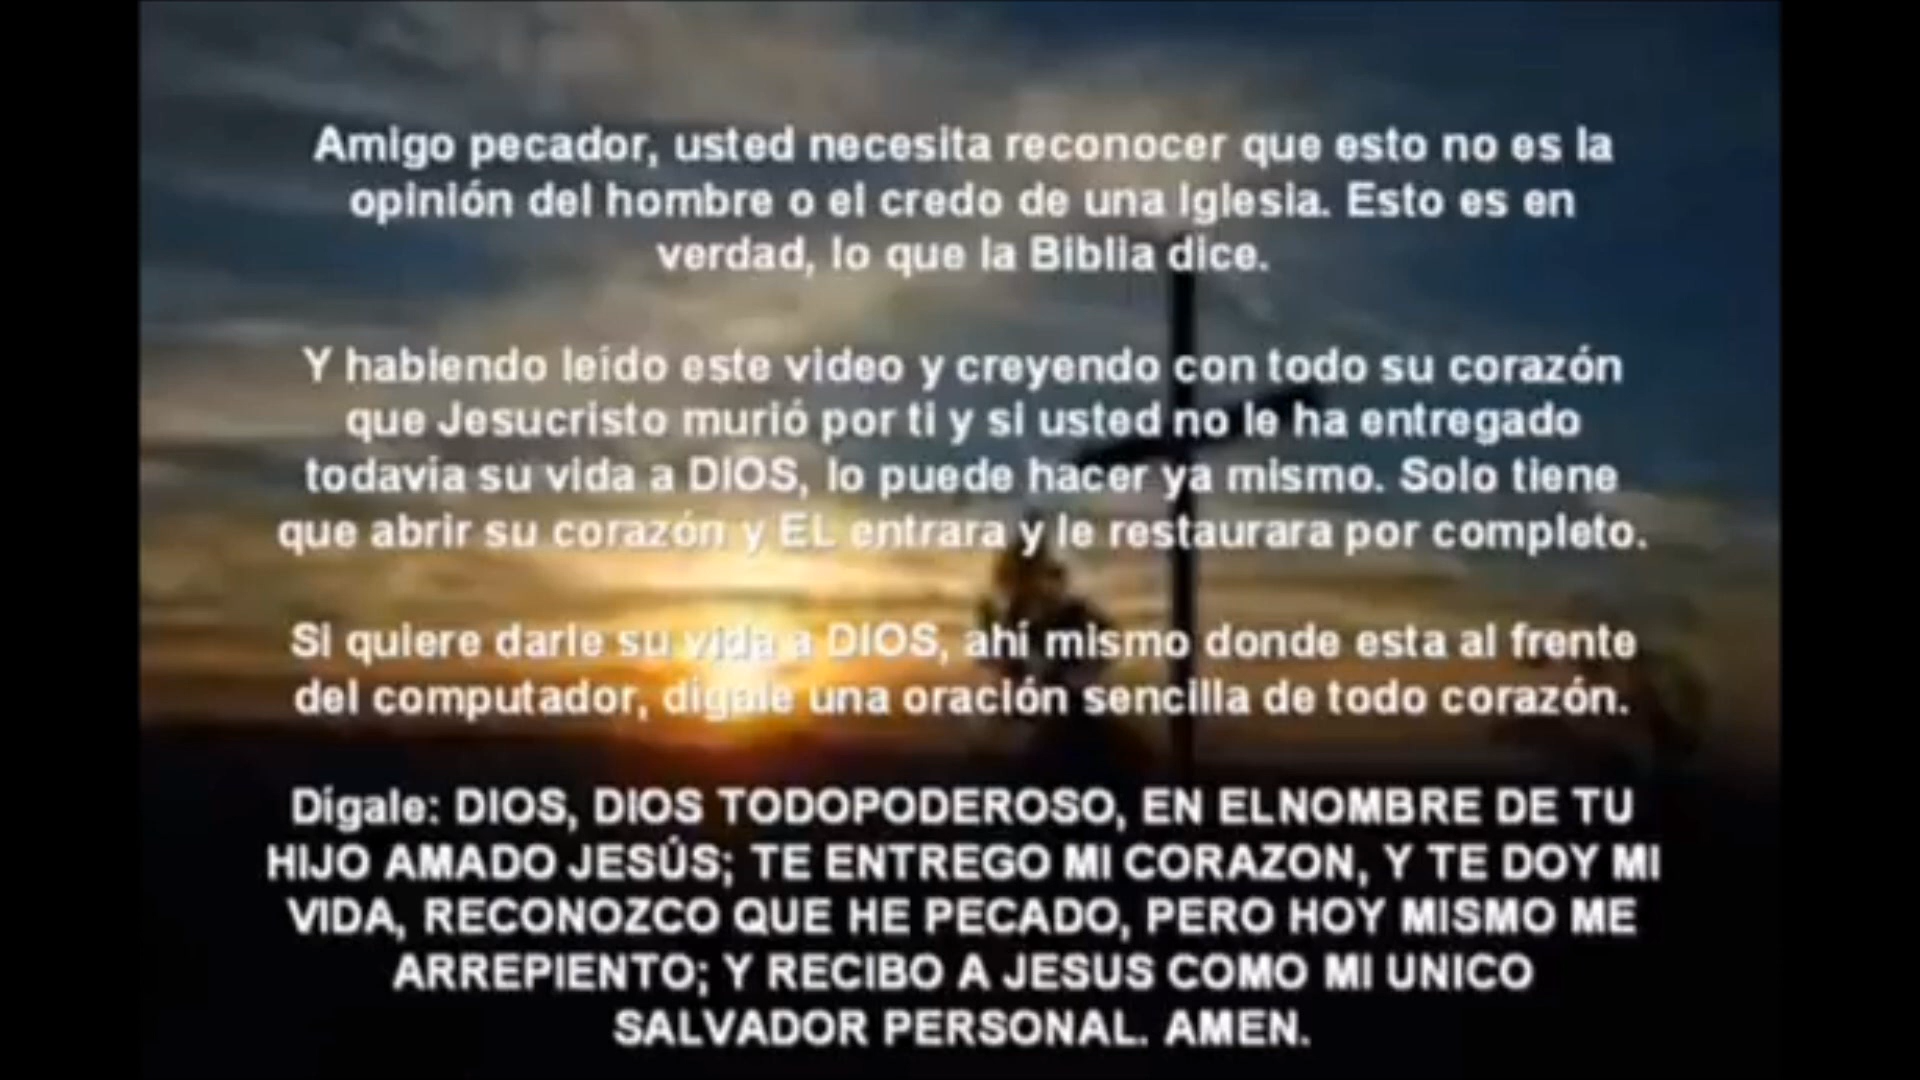 Amigo pecador, usted necesita reconocer que esto no es la
opinión del hombre o el credo de una Iglesia. Esto es en
verdad, lo que la Biblia dice.
Y habiendo leído este video y creyendo con todo su corazón
que Jesucristo murió por ti y si usted no le ha entregado
todavía su vida a DIOS, lo puede hacer ya mismo. Solo tiene
que abrir su corazón y EL entrara y le restaurara por completo.
Si quiere darle su vida a DIOS, ahí mismo donde esta al frente
del computador, dígale una oración sencilla de todo corazón.
Dígale: DIOS, DIOS TODOPODEROSO, EN ELNOMBRE DE TU
HIJO AMADO JESÚS; TE ENTREGO MI CORAZON, Y TE DOY MI
VIDA, RECONOZCO QUE HE PECADO, PERO HOY MISMO ME
ARREPIENTO; Y RECIBO A JESUS COMO MI UNICO
SALVADOR PERSONAL. AMEN.